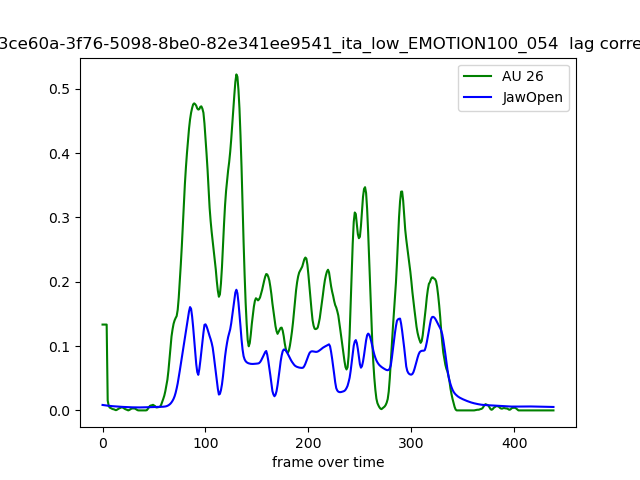 3ce60a-3f76-5098-8be0-82e341ee9541_ita_low_EMOTION100_054 lag corre
AU 26
JawOpen
0.5
0.4
0.3
0.2
0.1
0.0
0 100 200 300 400
frame over time